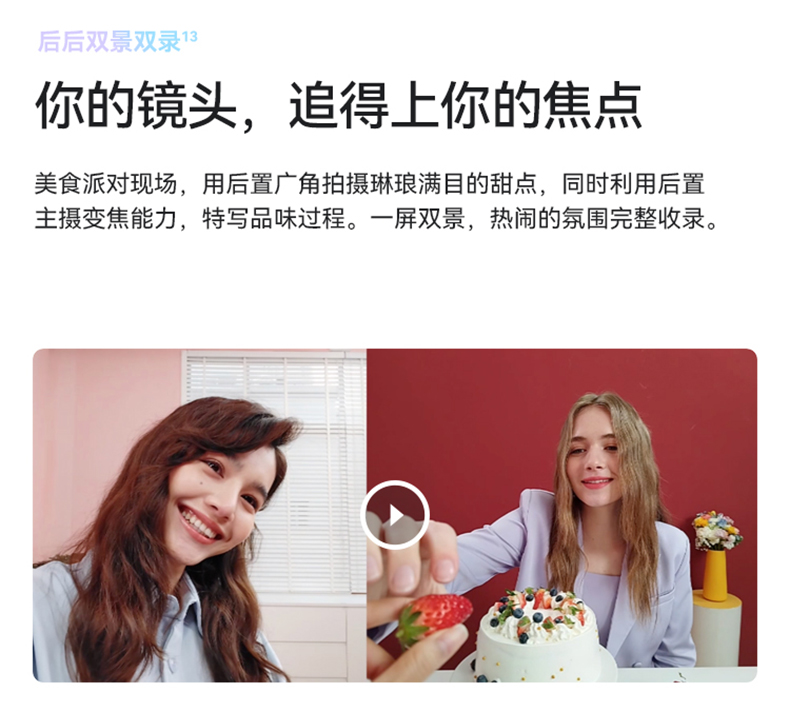 后后双景双录13
你的镜头，追得上你的焦点
美食派对现场，用后置广角拍摄琳琅满目的甜点，同时利用后置
主摄变焦能力，特写品味过程。一屏双景，热闹的氛围完整收录。